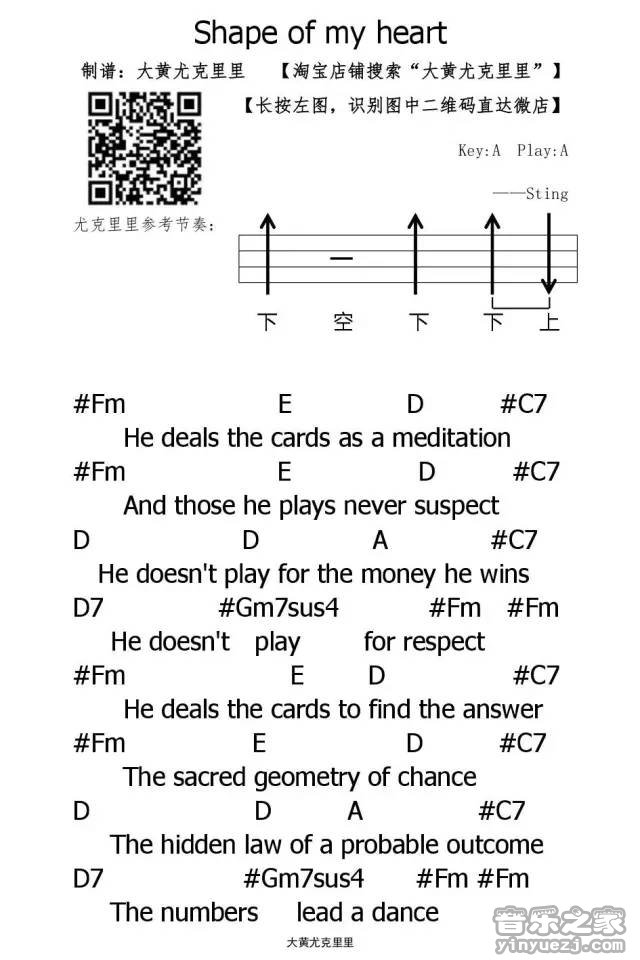 Shape of my heart
制谱：大黄尤克里里 【淘宝店铺搜索“大黄尤克里里”】
【长按左图，识别图中二维码直达微店】
Key:A Play:A
——Sting
尤克里里参考节奏：
下 空 下 下 上
#Fm E D #C7
He deals the cards as a meditation
#Fm E D #C7
And those he plays never suspect
D D A #C7
He doesn't play for the money he wins
D7 #Gm7sus4 #Fm #Fm
He doesn't play for respect
#Fm E D #C7
He deals the cards to find the answer
#Fm E D #C7
The sacred geometry of chance
D D A #C7
The hidden law of a probable outcome
D7 #Gm7sus4 #Fm #Fm
The numbers lead a dance
大黄尤克里里
音乐之家
yinyuezj.com